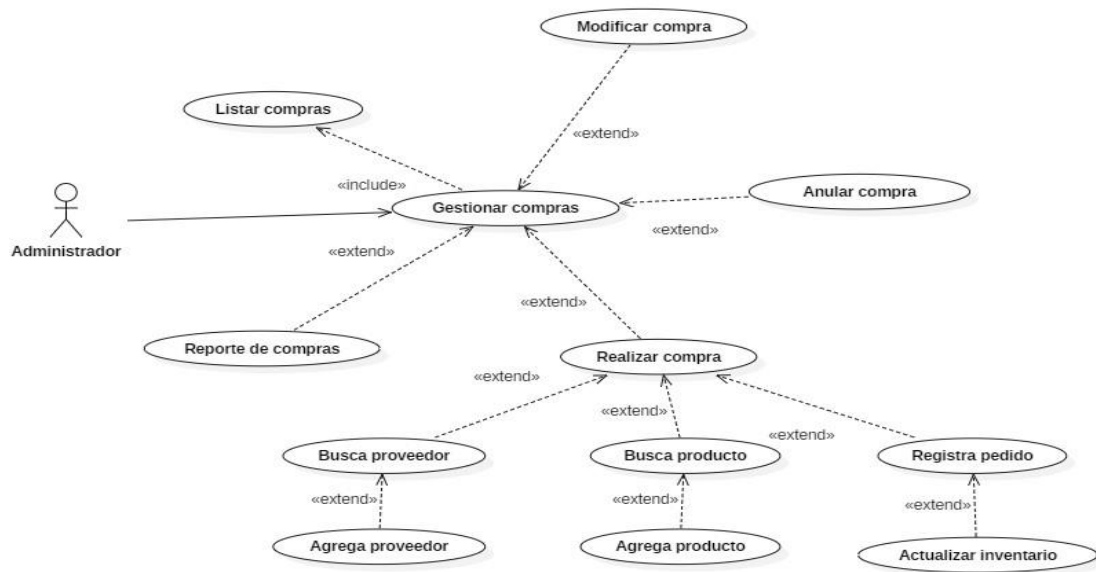 Modificar compra
Listar compras
«extend»
«include»
Anular compra
Gestionar compras
«extend»
Administrador
«extend»
«extend»
Reporte de compras
Realizar compra
«extend»
«extend»
«extend»
Busca proveedor
Busca producto
Registra pedido
«extend»
«extend»
«extend»
Agrega proveedor
Agrega producto
Actualizar inventario